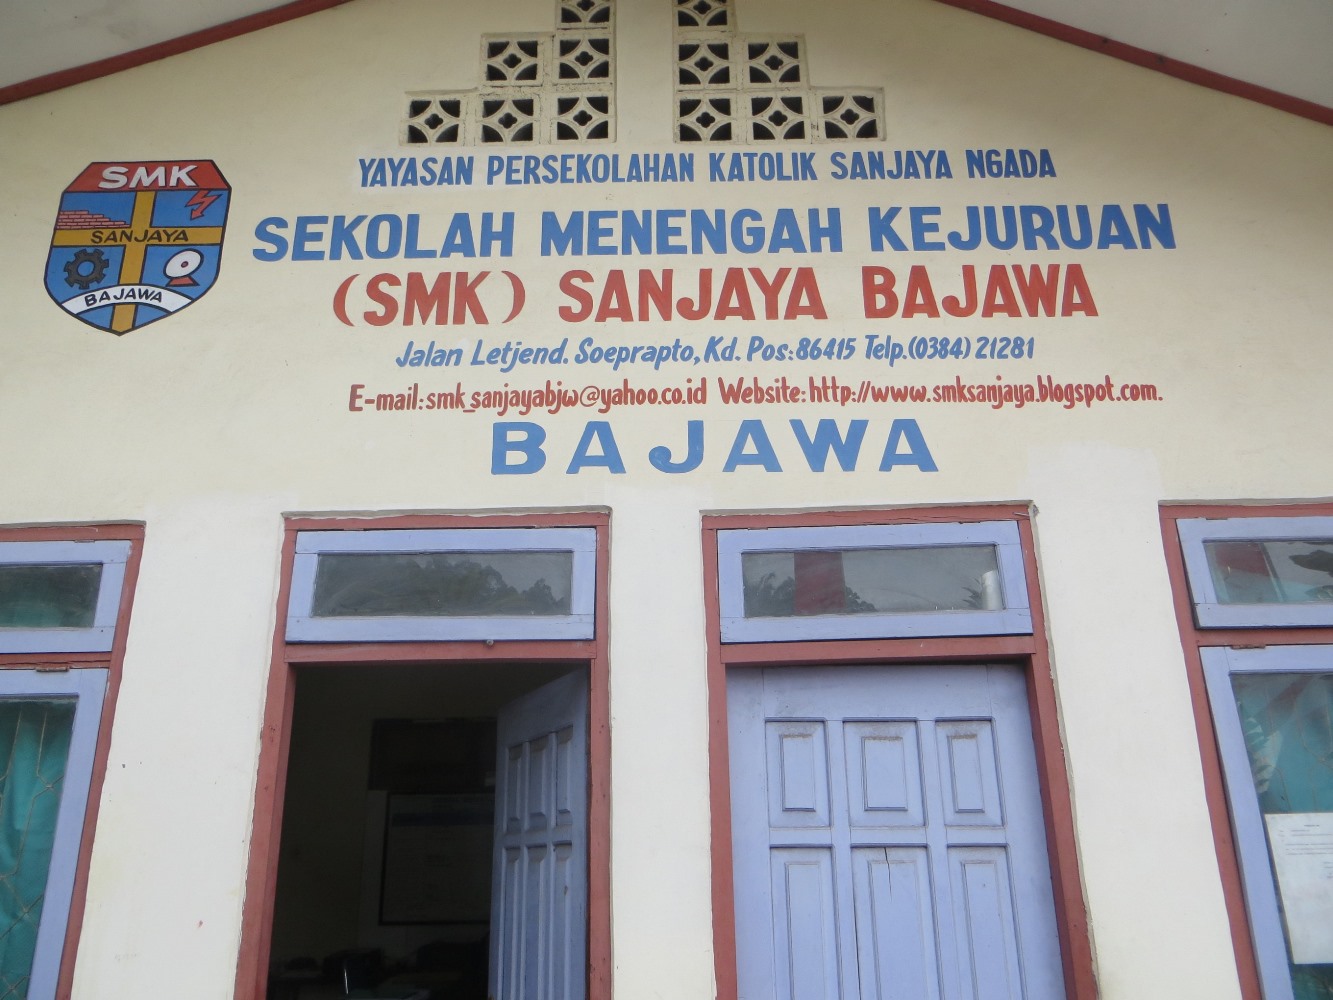 YAYASAN PERSEKOLAHAN KATOLIK SANJAYA NGADA
SEKOLAH MENENGAH KEJURUAN
(SMK) SANJAYA BAJAWA
Jalan Letjend. Soeprapto, Kd. Pos: 86415 Telp. (0384) 21281
E-mail: smk_sanjayabjw@yahoo.co.id Website: http://www.smksanjaya.blogspot.com.
BAJAWA
SMK
SANJAYA
BAJAWA